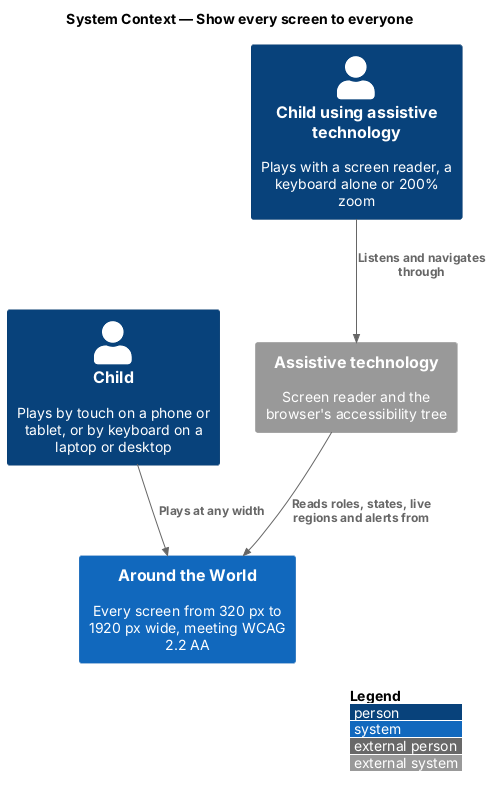 System Context — Show every screen to everyone
Child using assistive
technology
Plays with a screen reader, a
keyboard alone or 200%
zoom
Listens and navigates
through
Assistive technology
Screen reader and the
browser's accessibility tree
Child
Plays by touch on a phone or
tablet, or by keyboard on a
laptop or desktop
Plays at any width
Reads roles, states, live
regions and alerts from
Around the World
Every screen from 320 px to
1920 px wide, meeting WCAG
2.2 AA
Legend
person
system
external person
external system